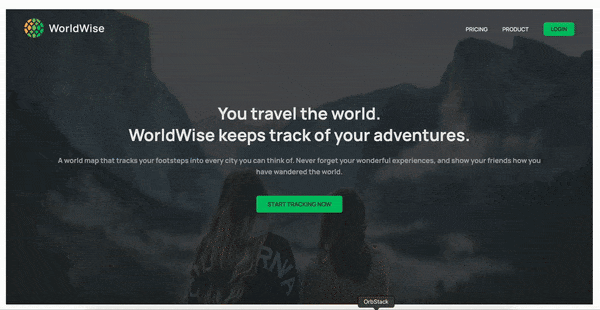 WorldWise
PRICING
PRODUCT
LOGIN
You travel the world.
WorldWise keeps track of your adventures.
A world map that tracks your footsteps into every city you can think of. Never forget your wonderful experiences, and show your friends how you
have wandered the world.
START TRACKING NOW
RNA
OrbStack